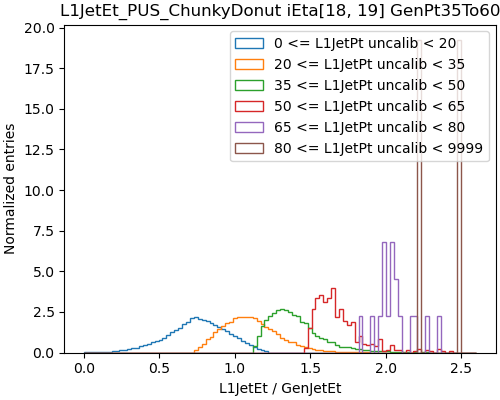 L1JetEt_PUS_ChunkyDonut iEta[18, 19] GenPt35To60
20.0
17.5
15.0
12.5
10.0
7.5
5.0
2.5
0.0
Normalized entries
0 <= L1JetPt uncalib < 20
20 <= L1JetPt uncalib < 35
35 <= L1JetPt uncalib < 50
50 <= L1JetPt uncalib < 65
65 <= L1JetPt uncalib < 80
80 <= L1JetPt uncalib < 9999
0.0 0.5 1.0 1.5 2.0 2.5
L1JetEt / GenJetEt